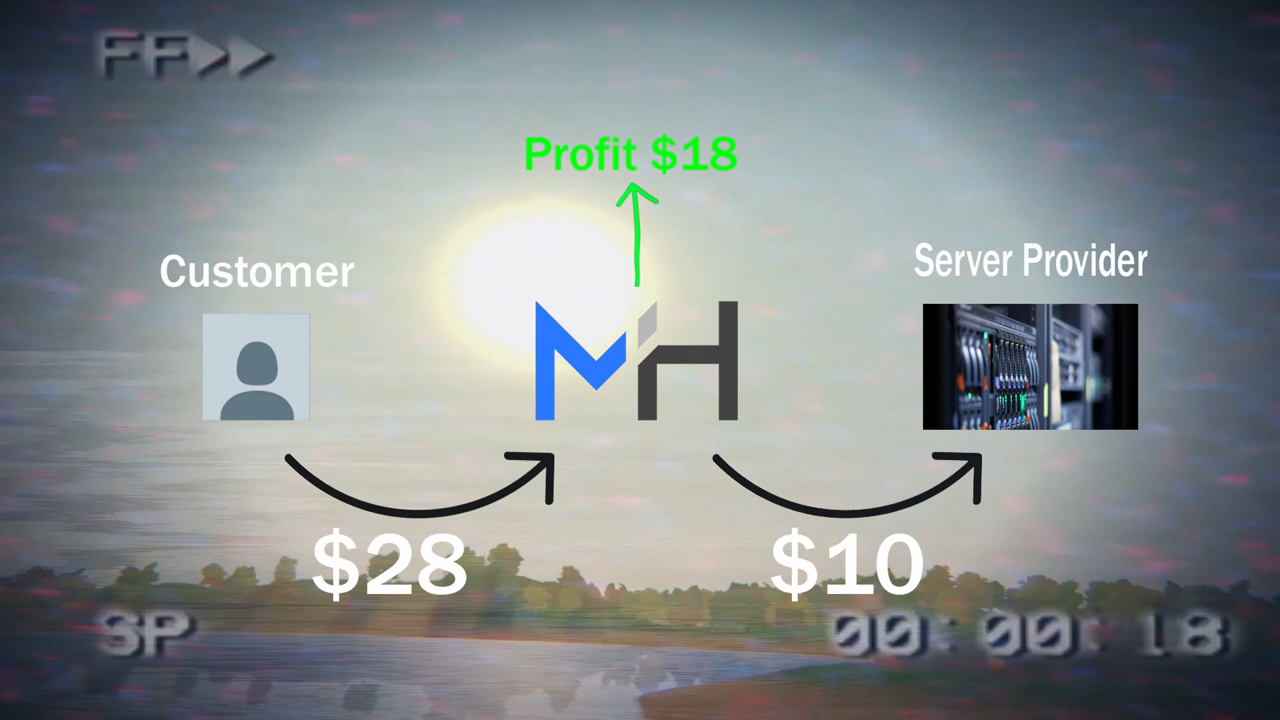 FF
Profit $18
Customer
Server Provider
MH
$28
$10
SP
00:00:18